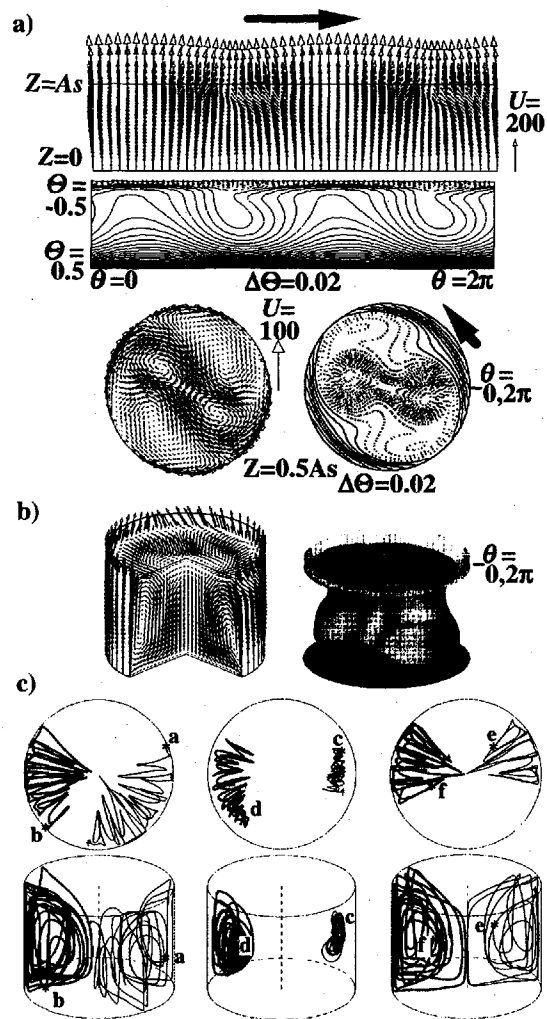 a)
Z=As
U=
200
Z=0
Θ=
-0.5
Θ=
0.5
θ=0
ΔΘ=0.02
θ=2π
U=
100
θ=
0,2π
Z=0.5As
ΔΘ=0.02
b)
θ=
0,2π
c)
a
b
c
d
e
f
a
b
c
d
e
f